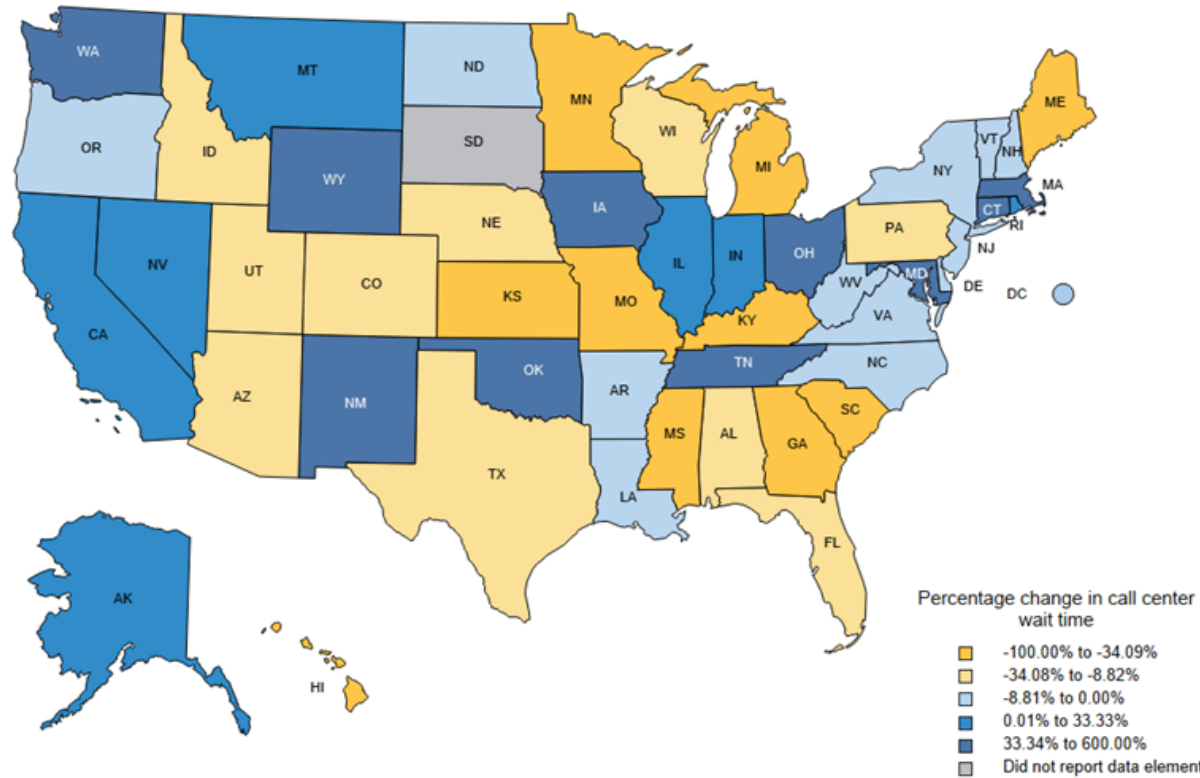 WA
MT
ND
MN
ME
OR
ID
SD
WI
MI
VT
NH
NY
MA
WY
IA
CT
RI
NE
PA
NJ
NV
UT
CO
IL
IN
OH
WV
MD
DE
DC
KS
MO
KY
VA
CA
AZ
NM
OK
AR
TN
NC
MS
AL
GA
SC
TX
LA
FL
AK
HI
Percentage change in call center
wait time
-100.00% to -34.09%
-34.08% to -8.82%
-8.81% to 0.00%
0.01% to 33.33%
33.34% to 600.00%
Did not report data element